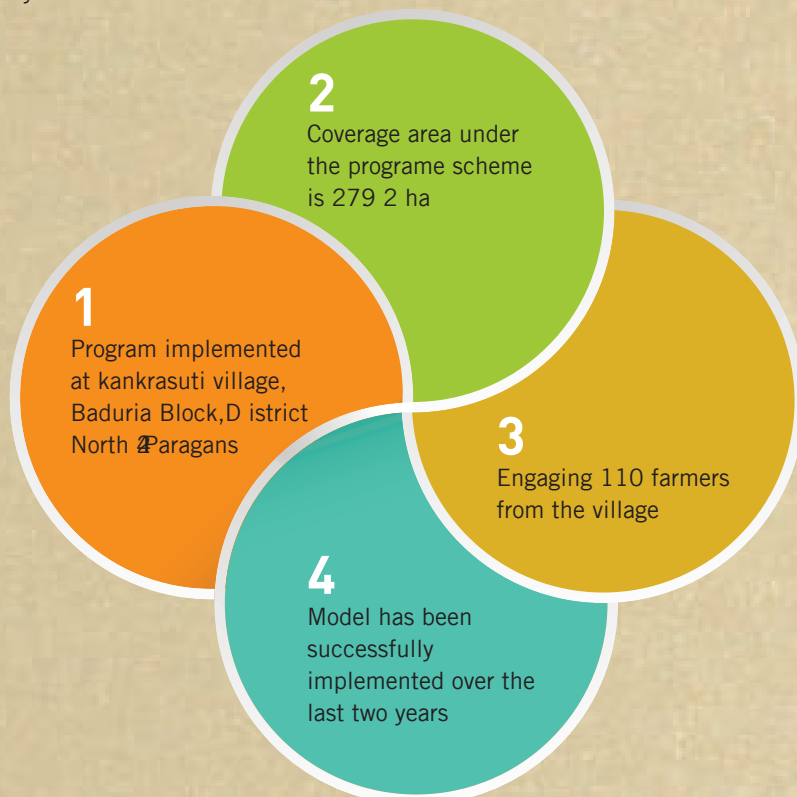 1
Program implemented
at kankrasuti village,
Baduria Block,D istrict
North Paragans
2
Coverage area under
the programe scheme
is 279 2 ha
3
Engaging 110 farmers
from the village
4
Model has been
successfully
implemented over the
last two years